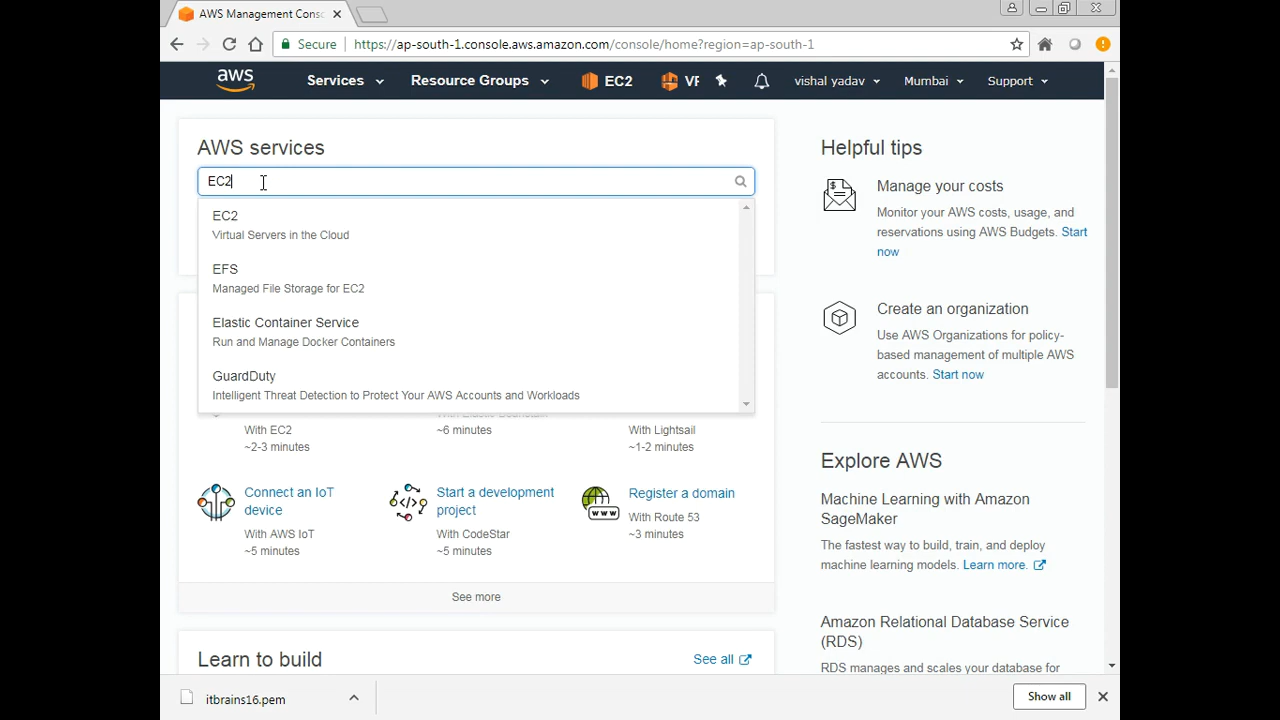 AWS Management Cons
Secure https://ap-south-1.console.aws.amazon.com/console/home?region=ap-south-1
aws Services Resource Groups EC2 VP vishal yadav Mumbai Support
AWS services
EC2
EC2
Virtual Servers in the Cloud
EFS
Managed File Storage for EC2
Elastic Container Service
Run and Manage Docker Containers
GuardDuty
Intelligent Threat Detection to Protect Your AWS Accounts and Workloads
With EC2
~2-3 minutes
~6 minutes
With Lightsail
~1-2 minutes
Connect an IoT
device
With AWS IoT
~5 minutes
Start a development
project
With CodeStar
~5 minutes
Register a domain
www
With Route 53
~3 minutes
See more
Learn to build
See all
Helpful tips
Manage your costs
Monitor your AWS costs, usage, and
reservations using AWS Budgets. Start
now
Create an organization
Use AWS Organizations for policy-
based management of multiple AWS
accounts. Start now
Explore AWS
Machine Learning with Amazon
SageMaker
The fastest way to build, train, and deploy
machine learning models. Learn more.
Amazon Relational Database Service
(RDS)
RDS manages and scales your database for
itbrains16.pem
Show all